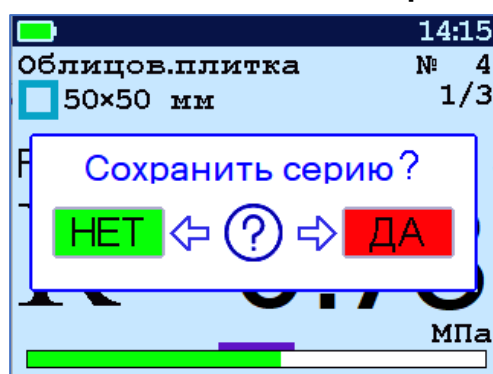 14:15
Облицов.плитка № 4
50×50 мм 1/3
Сохранить серию?
НЕТ ? ДА
МПа